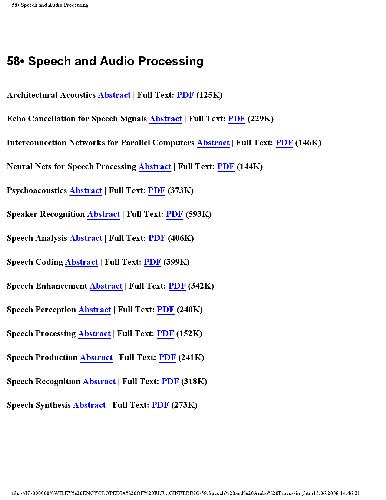 58• Speech and Audio Processing
58• Speech and Audio Processing
Architectural Acoustics Abstract | Full Text: PDF (125K)
Echo Cancellation for Speech Signals Abstract | Full Text: PDF (229K)
Interconnection Networks for Parallel Computers Abstract | Full Text: PDF (146K)
Neural Nets for Speech Processing Abstract | Full Text: PDF (144K)
Psychoacoustics Abstract | Full Text: PDF (373K)
Speaker Recognition Abstract | Full Text: PDF (593K)
Speech Analysis Abstract | Full Text: PDF (406K)
Speech Coding Abstract | Full Text: PDF (399K)
Speech Enhancement Abstract | Full Text: PDF (342K)
Speech Perception Abstract | Full Text: PDF (240K)
Speech Processing Abstract | Full Text: PDF (152K)
Speech Production Abstract | Full Text: PDF (241K)
Speech Recognition Abstract | Full Text: PDF (318K)
Speech Synthesis Abstract | Full Text: PDF (273K)